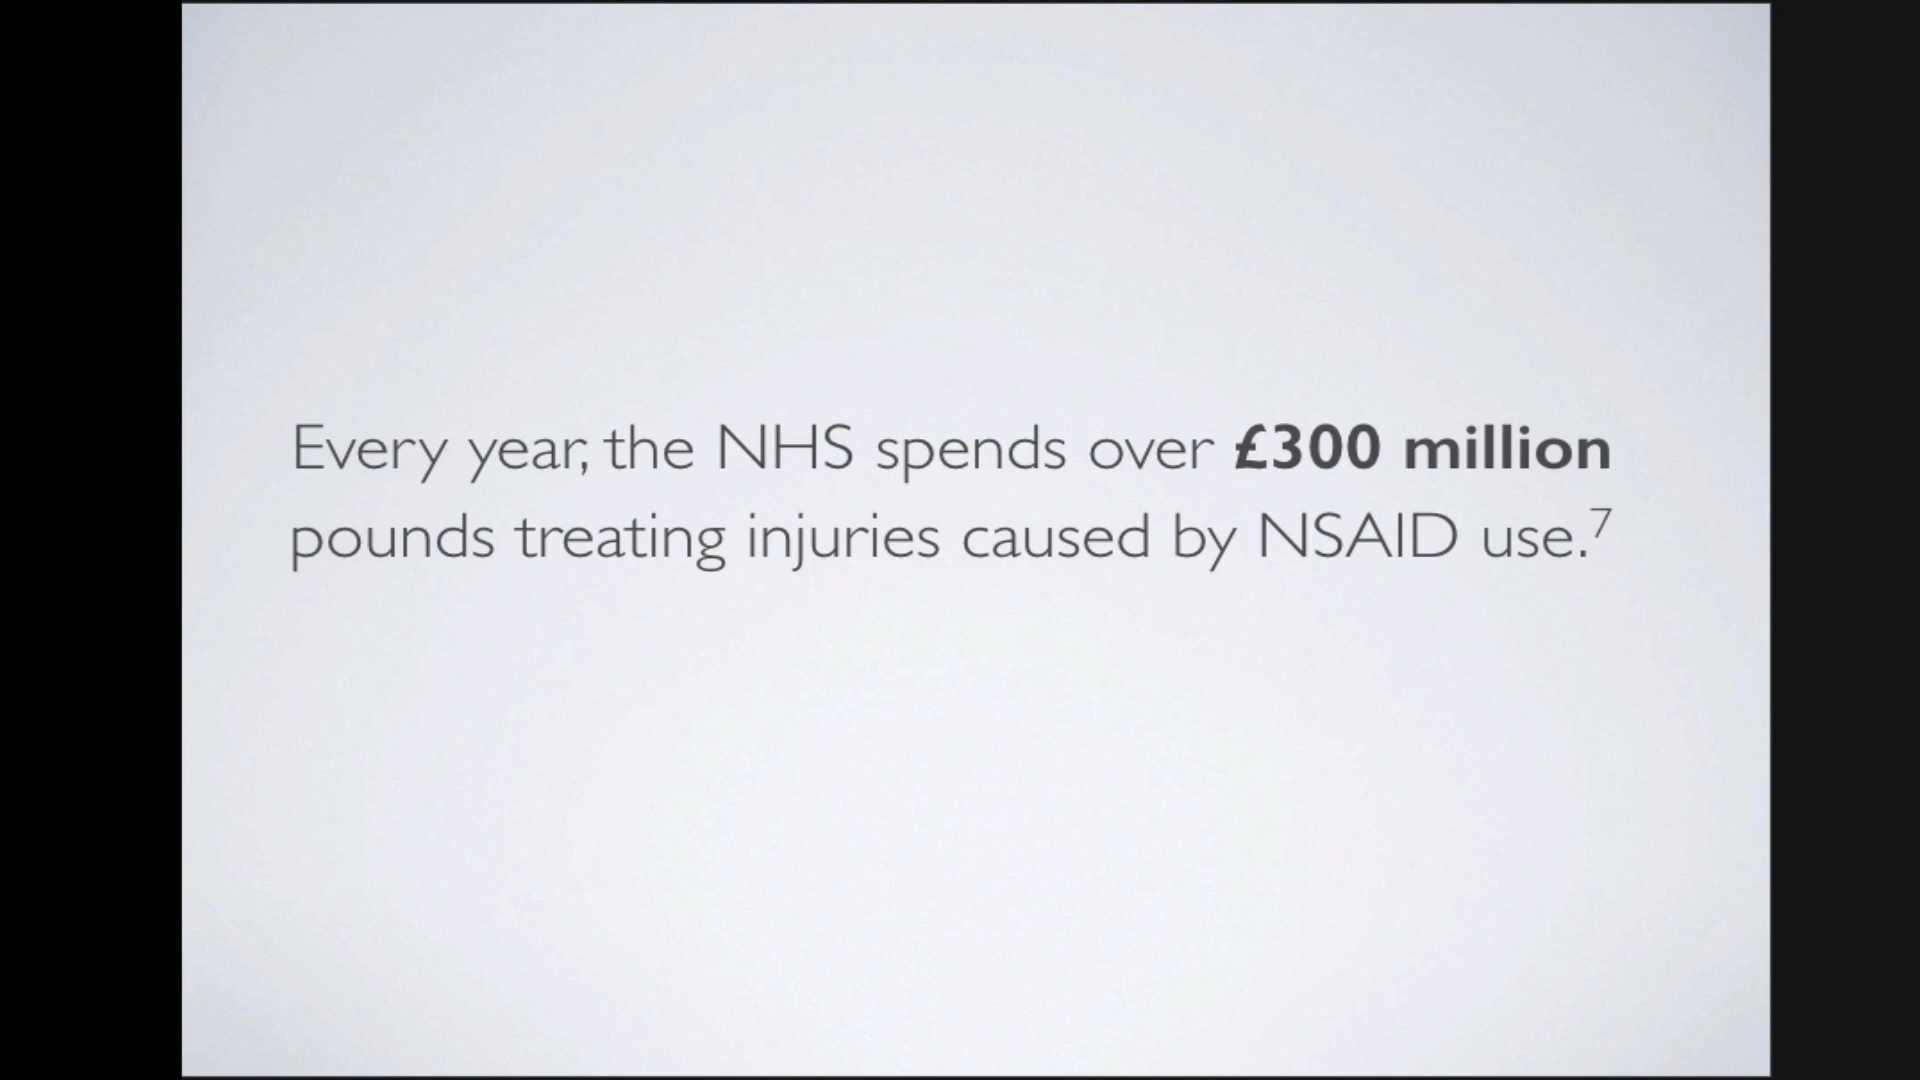 Every year, the NHS spends over £300 million
pounds treating injuries caused by NSAID use.⁷